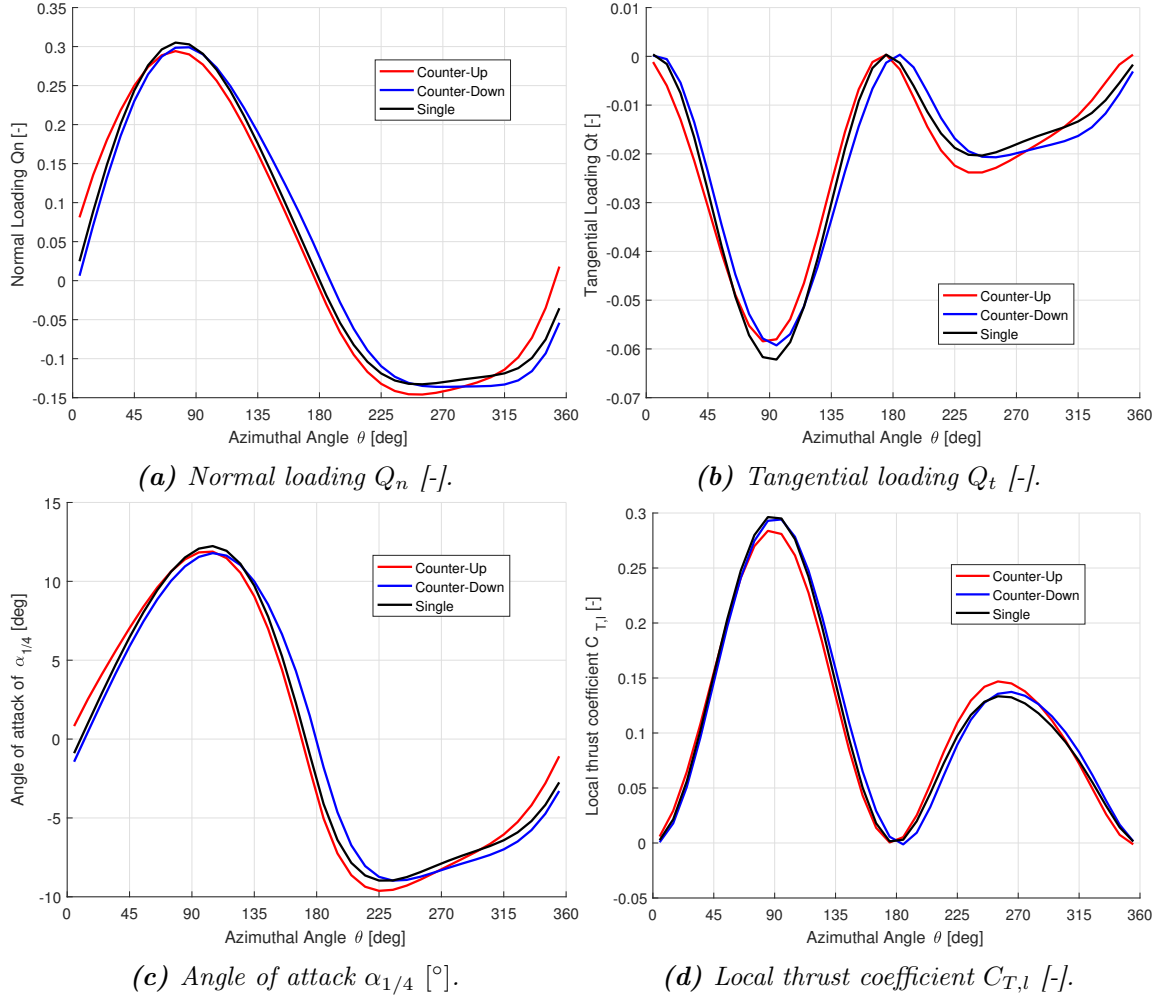 0.35
0.30
0.25
0.2
0.15
0.1
0.05
0
-0.05
-0.1
-0.15
Normal Loading Qn [-]
0 45 90 135 180 225 270 315 360
Azimuthal Angle θ [deg]
Counter-Up
Counter-Down
Single
(a) Normal loading Qn [-].
0.01
0
-0.01
-0.02
-0.03
-0.04
-0.05
-0.06
-0.07
Tangential Loading Qt [-]
0 45 90 135 180 225 270 315 360
Azimuthal Angle θ [deg]
Counter-Up
Counter-Down
Single
(b) Tangential loading Qt [-].
15
10
5
0
-5
-10
Angle of attack of α1/4 [deg]
0 45 90 135 180 225 270 315 360
Azimuthal Angle θ [deg]
Counter-Up
Counter-Down
Single
(c) Angle of attack α1/4 [°].
0.3
0.25
0.2
0.15
0.1
0.05
0
-0.05
Local thrust coefficient C T,l [-]
0 45 90 135 180 225 270 315 360
Azimuthal Angle θ [deg]
Counter-Up
Counter-Down
Single
(d) Local thrust coefficient CT,l [-].